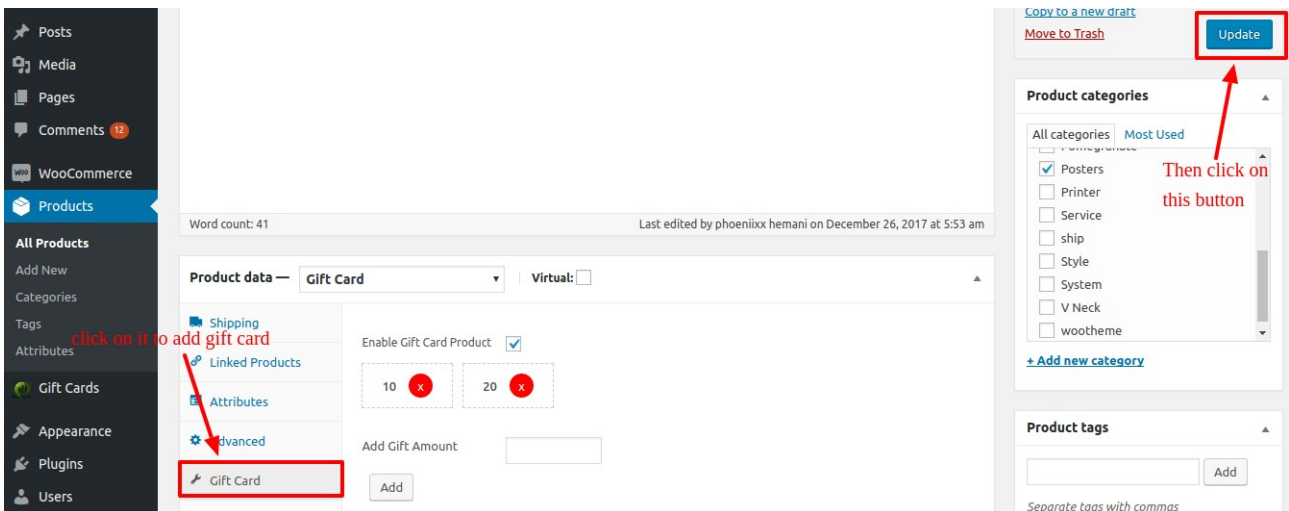 Posts
Media
Pages
Comments 12
WooCommerce
Products
All Products
Add New
Categories
Tags
Attributes
Gift Cards
Appearance
Plugins
Users
Word count: 41
Last edited by phoeniixx hemani on December 26, 2017 at 5:53 am
Product data — Gift Card
Virtual:
Shipping
click on it to add gift card
Linked Products
Attributes
Advanced
Gift Card
Enable Gift Card Product
10 x 20 x
Add Gift Amount
Add
Copy to a new draft
Move to Trash
Update
Product categories
All categories Most Used
Pomegranate
Posters
Printer
Service
ship
Style
System
V Neck
wootheme
Then click on
this button
+ Add new category
Product tags
Add
Separate tags with commas